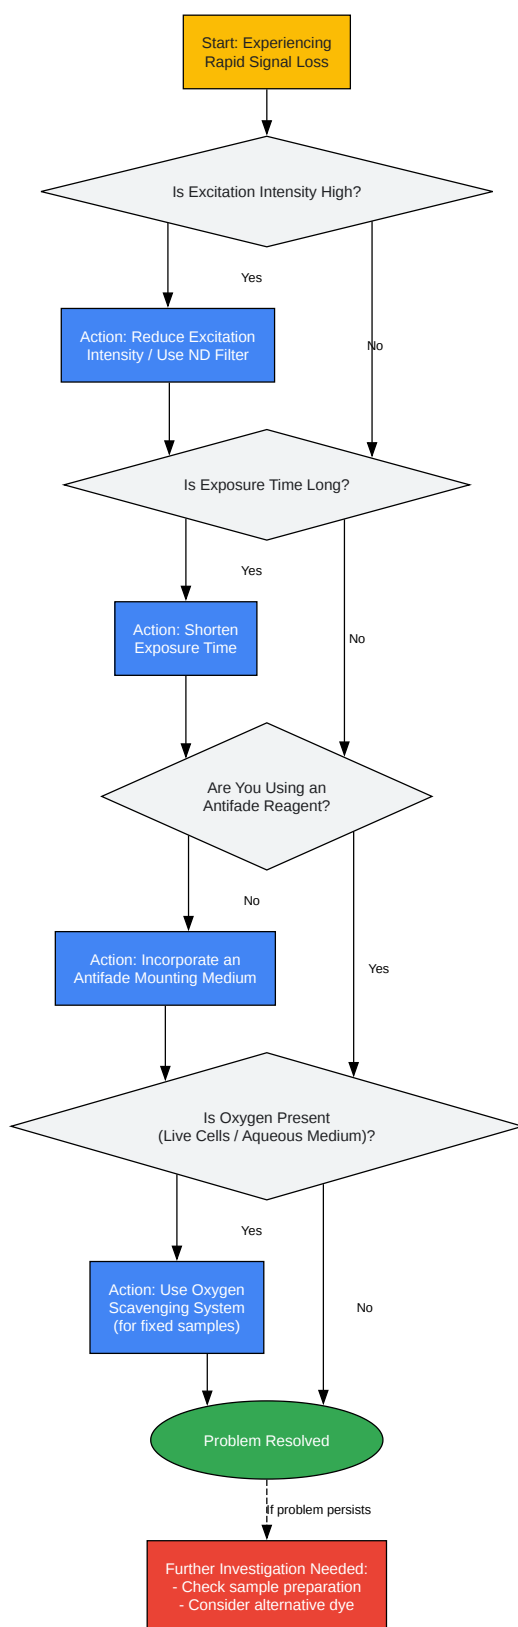 Start: Experiencing
Rapid Signal Loss
Is Excitation Intensity High?
Yes
Action: Reduce Excitation
Intensity / Use ND Filter
No
Is Exposure Time Long?
Yes
Action: Shorten
Exposure Time
No
Are You Using an
Antifade Reagent?
No
Action: Incorporate an
Antifade Mounting Medium
Yes
Is Oxygen Present
(Live Cells / Aqueous Medium)?
Yes
Action: Use Oxygen
Scavenging System
(for fixed samples)
No
Problem Resolved
If problem persists
Further Investigation Needed:
- Check sample preparation
- Consider alternative dye